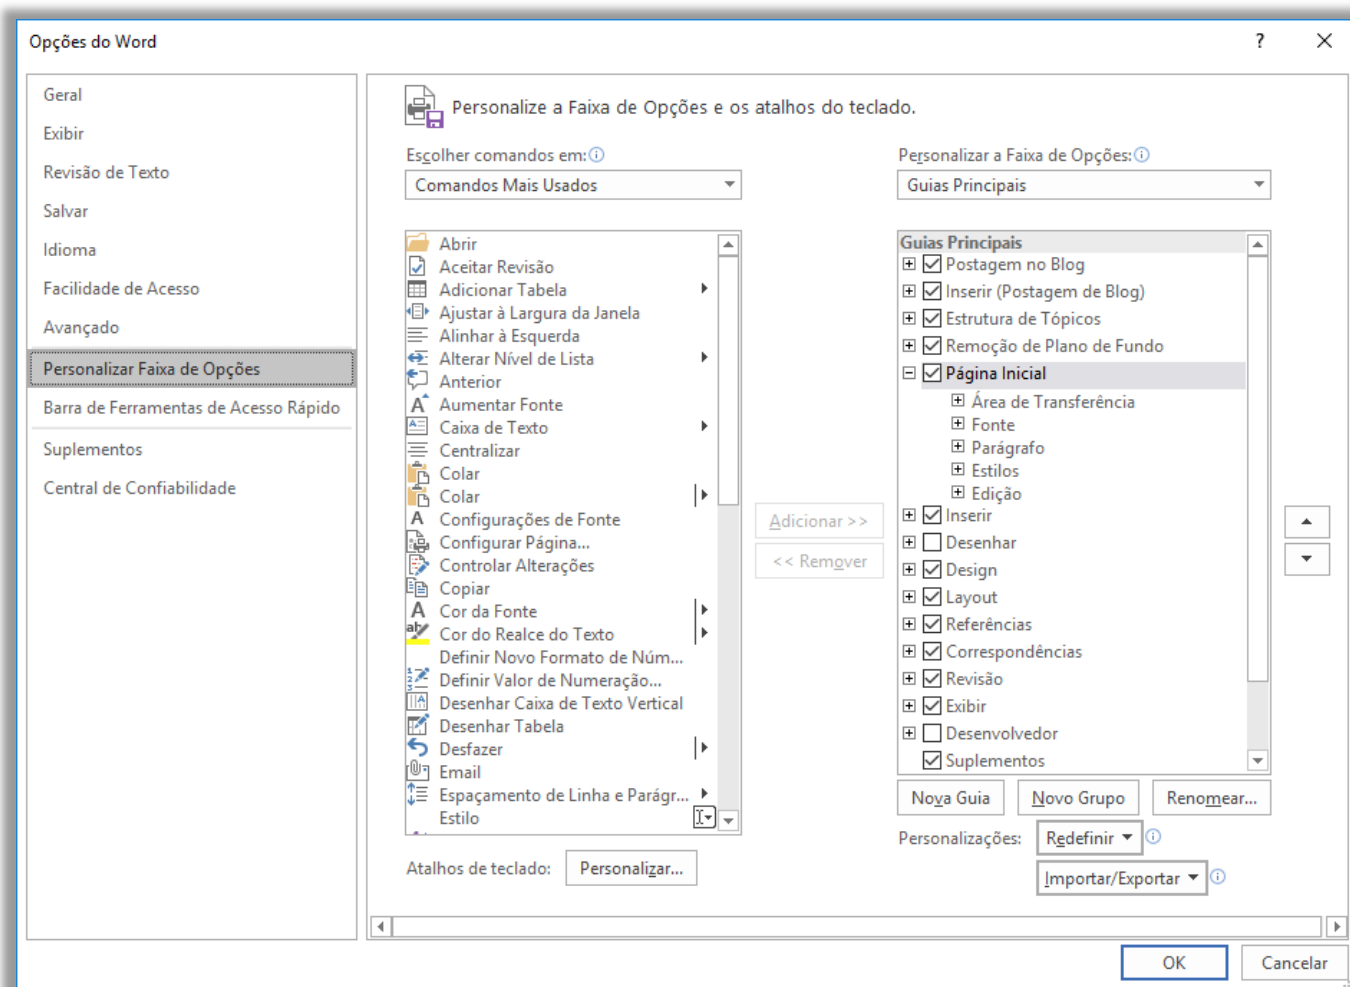 Opções do Word
?
Geral
Exibir
Revisão de Texto
Salvar
Idioma
Facilidade de Acesso
Avançado
Personalizar Faixa de Opções
Barra de Ferramentas de Acesso Rápido
Suplementos
Central de Confiabilidade
Personalize a Faixa de Opções e os atalhos do teclado.
Escolher comandos em:
Comandos Mais Usados
Abrir
Aceitar Revisão
Adicionar Tabela
Ajustar à Largura da Janela
Alinhar à Esquerda
Alterar Nível de Lista
Anterior
Aumentar Fonte
Caixa de Texto
Centralizar
Colar
Colar
Configurações de Fonte
Configurar Página...
Controlar Alterações
Copiar
Cor da Fonte
Cor do Realce do Texto
Definir Novo Formato de Núm...
Definir Valor de Numeração...
Desenhar Caixa de Texto Vertical
Desenhar Tabela
Desfazer
Email
Espaçamento de Linha e Parágr...
Estilo
Atalhos de teclado:
Personalizar...
Adicionar >>
<< Remover
Personalizar a Faixa de Opções:
Guias Principais
Guias Principais
Postagem no Blog
Inserir (Postagem de Blog)
Estrutura de Tópicos
Remoção de Plano de Fundo
Página Inicial
Área de Transferência
Fonte
Parágrafo
Estilos
Edição
Inserir
Desenhar
Design
Layout
Referências
Correspondências
Revisão
Exibir
Desenvolvedor
Suplementos
Nova Guia
Novo Grupo
Renomear...
Personalizações:
Redefinir
Importar/Exportar
OK
Cancelar